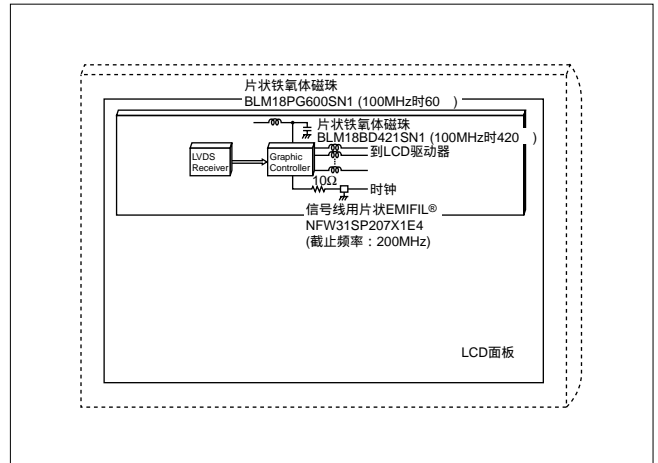 片状铁氧体磁珠
BLM18PG600SN1 (100MHz时60 )
片状铁氧体磁珠
BLM18BD421SN1 (100MHz时420 )
到LCD驱动器
LVDS
Receiver
Graphic
Controller
10Ω
时钟
信号线用片状EMIFIL®
NFW31SP207X1E4
(截止频率：200MHz)
LCD面板